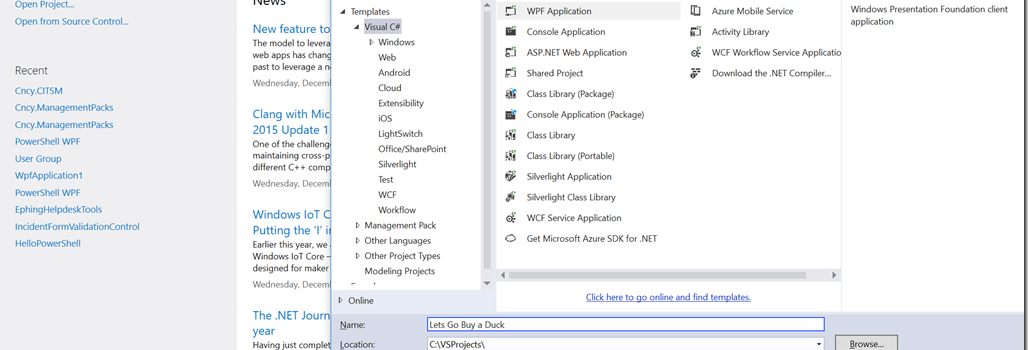 Open Project...
Open from Source Control...
Recent
Cncy.CITSM
Cncy.ManagementPacks
Cncy.ManagementPacks
PowerShell WPF
User Group
WpfApplication1
PowerShell WPF
EphingHelpdeskTools
IncidentFormValidationControl
HelloPowerShell
News
New feature to
The model to levera
web apps has chang
past to leverage a n
Wednesday, Decem
Clang with Mic
2015 Update 1
One of the challeng
maintaining cross-p
different C++ comp
Wednesday, Decem
Windows IoT C
Putting the 'I' i
Earlier this year, we
Windows IoT Core –
designed for maker
Wednesday, Decem
The .NET Journ
year
Having just complet
Templates
Visual C#
Windows
Web
Android
Cloud
Extensibility
iOS
LightSwitch
Office/SharePoint
Silverlight
Test
WCF
Workflow
Management Pack
Other Languages
Other Project Types
Modeling Projects
Online
WPF Application
Console Application
ASP.NET Web Application
Shared Project
Class Library (Package)
Console Application (Package)
Class Library
Class Library (Portable)
Silverlight Application
Silverlight Class Library
WCF Service Application
Get Microsoft Azure SDK for .NET
Azure Mobile Service
Activity Library
WCF Workflow Service Applicatio
Download the .NET Compiler...
Click here to go online and find templates.
Windows Presentation Foundation client
application
Name:
Lets Go Buy a Duck
Location:
C:\VSProjects\
Browse...